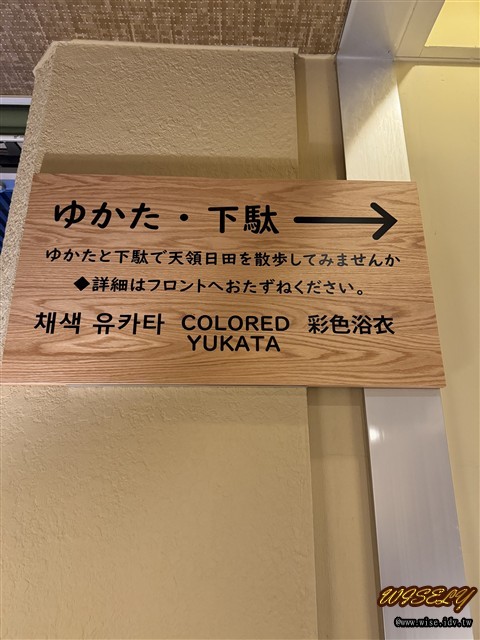 ゆかた・下駄 →
ゆかたと下駄で天領日田を散歩してみませんか
◆詳細はフロントへおたずねください。
채색 유카타 COLORED YUKATA 彩色浴衣
WISELY
@www.wise.idv.tw